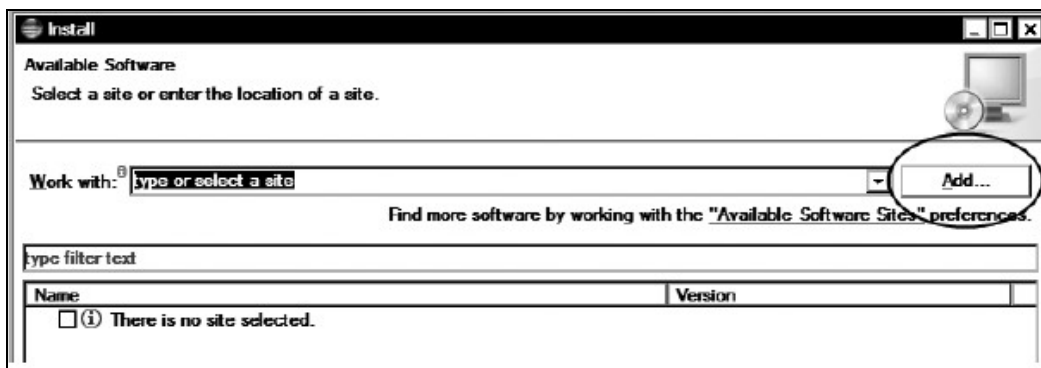 Install
Available Software
Select a site or enter the location of a site.
Work with: type or select a site Add...
Find more software by working with the "Available Software Sites" preferences.
type filter text
Name Version
There is no site selected.